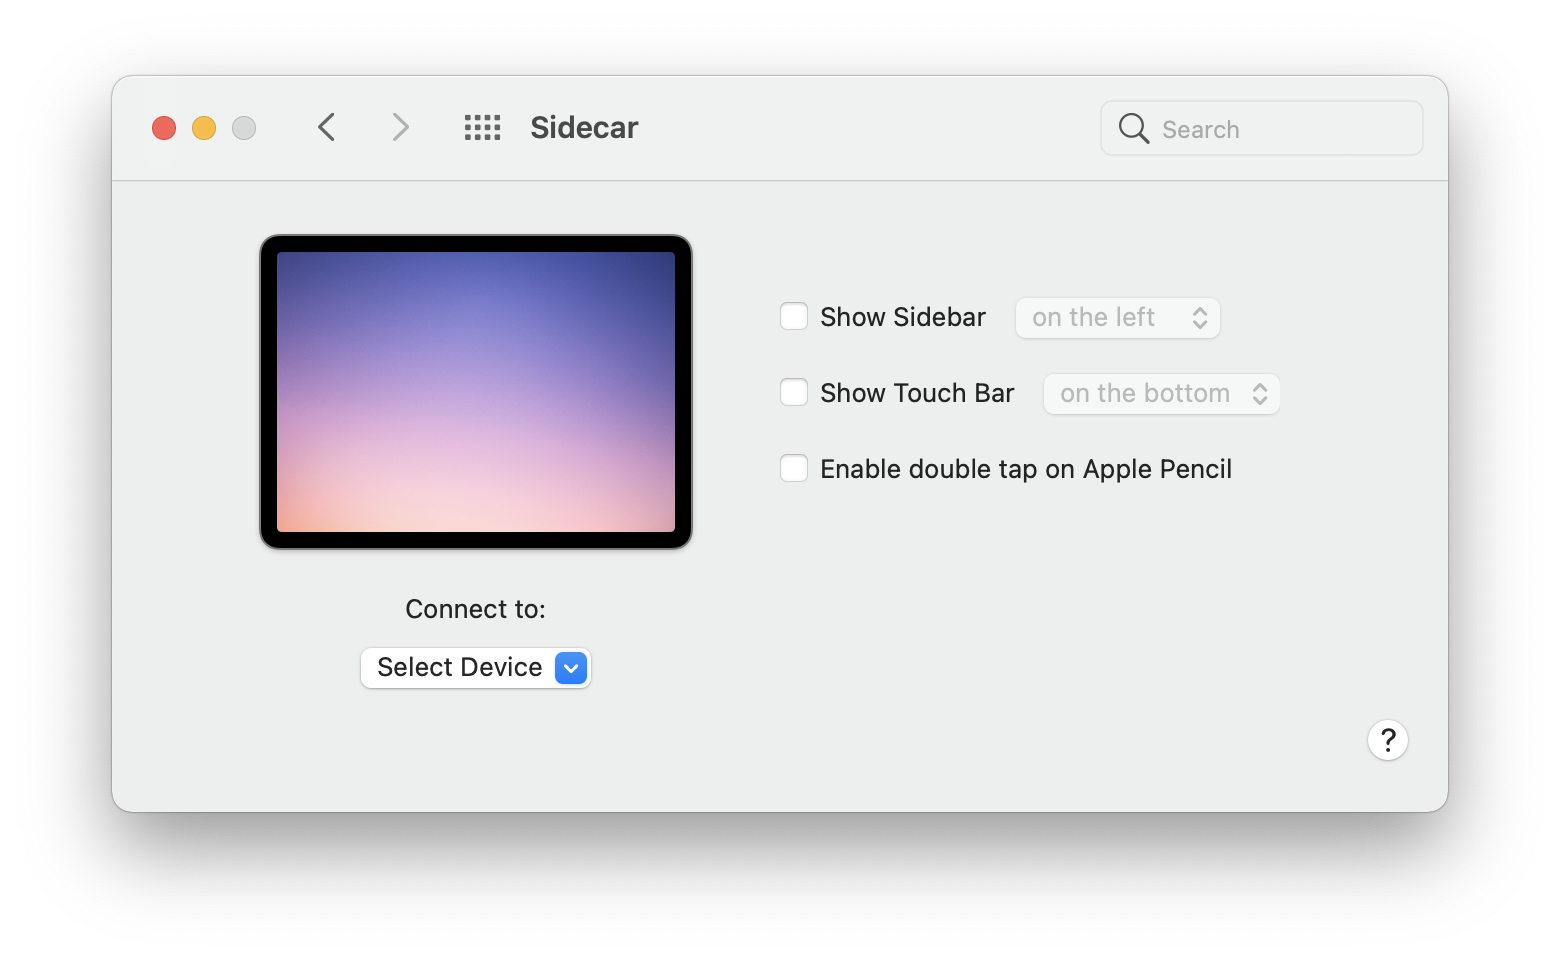 Sidecar
Search
Show Sidebar on the left
Show Touch Bar on the bottom
Enable double tap on Apple Pencil
Connect to:
Select Device
?